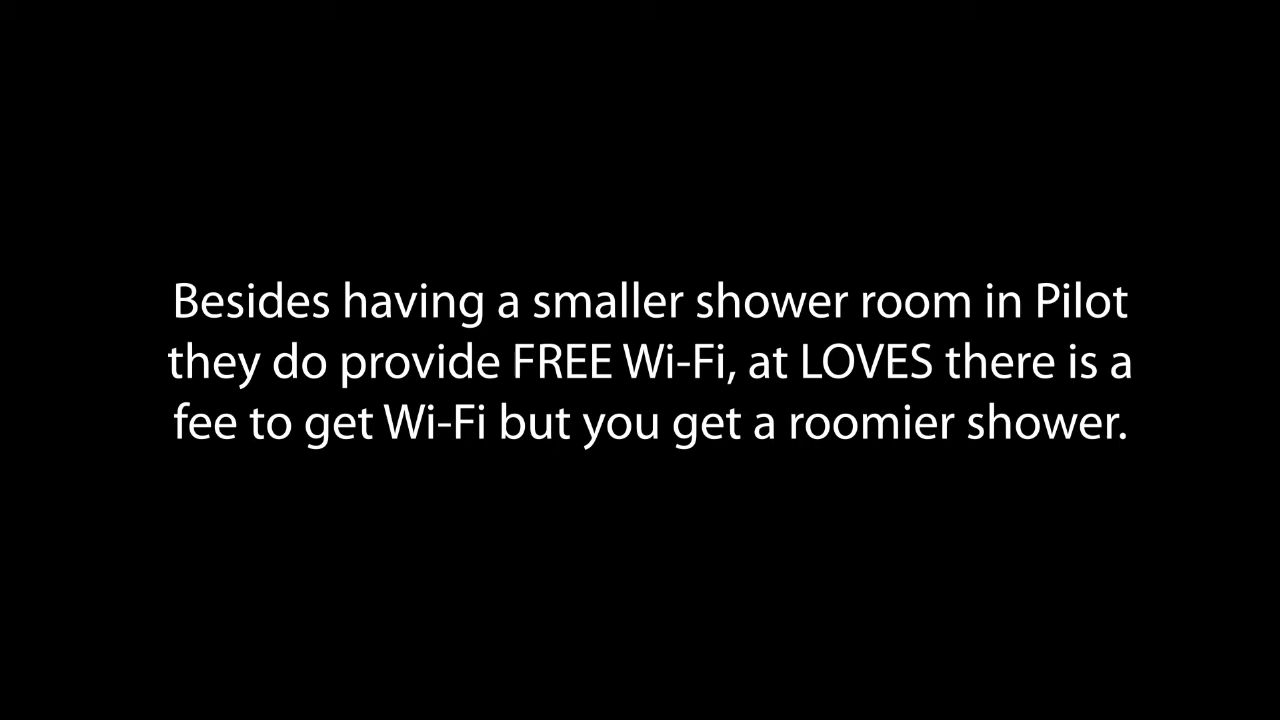 Besides having a smaller shower room in Pilot
they do provide FREE Wi-Fi, at LOVES there is a
fee to get Wi-Fi but you get a roomier shower.